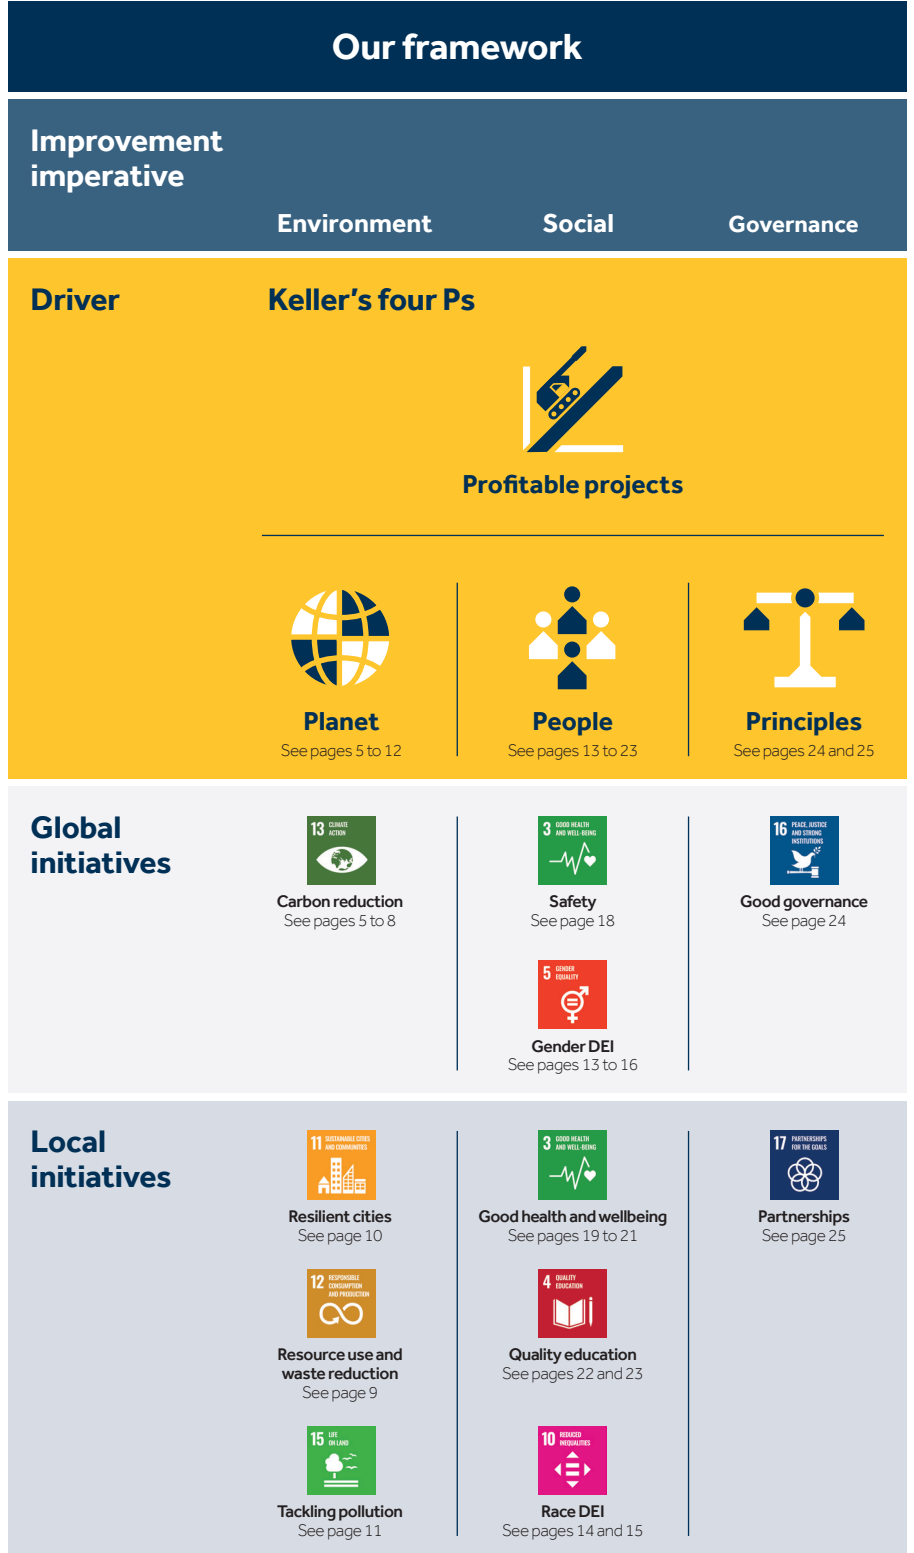 Our framework
Improvement
imperative
Environment
Social
Governance
Driver
Keller's four Ps
Profitable projects
Planet
See pages 5 to 12
People
See pages 13 to 23
Principles
See pages 24 and 25
Global
initiatives
13 CLIMATE
ACTION
Carbon reduction
See pages 5 to 8
3 GOOD HEALTH
AND WELL-BEING
Safety
See page 18
5 GENDER
EQUALITY
Gender DEI
See pages 13 to 16
16 PEACE, JUSTICE
AND STRONG
INSTITUTIONS
Good governance
See page 24
Local
initiatives
11 SUSTAINABLE CITIES
AND COMMUNITIES
Resilient cities
See page 10
12 RESPONSIBLE
CONSUMPTION
AND PRODUCTION
Resource use and
waste reduction
See page 9
15 LIFE
ON LAND
Tackling pollution
See page 11
3 GOOD HEALTH
AND WELL-BEING
Good health and wellbeing
See pages 19 to 21
4 QUALITY
EDUCATION
Quality education
See pages 22 and 23
10 REDUCED
INEQUALITIES
Race DEI
See pages 14 and 15
17 PARTNERSHIPS
FOR THE GOALS
Partnerships
See page 25